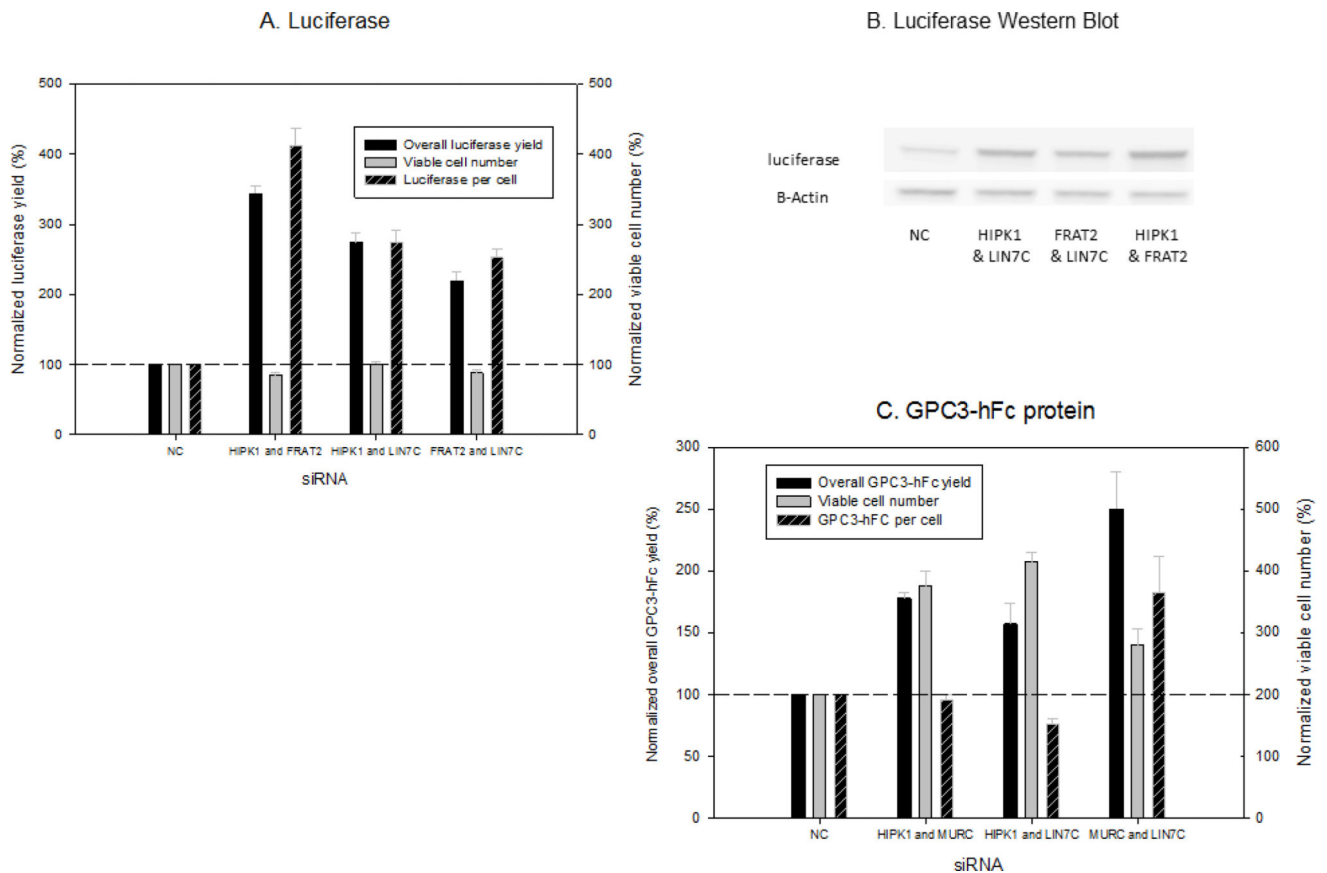 A. Luciferase
500
400
300
200
100
0
Normalized luciferase yield (%)
Overall luciferase yield
Viable cell number
Luciferase per cell
500
400
300
200
100
0
Normalized viable cell number (%)
NC
HIPK1 and FRAT2
HIPK1 and LIN7C
FRAT2 and LIN7C
siRNA
B. Luciferase Western Blot
luciferase
B-Actin
NC
HIPK1
& LIN7C
FRAT2
& LIN7C
HIPK1
& FRAT2
C. GPC3-hFc protein
300
250
200
150
100
50
0
Normalized overall GPC3-hFc yield (%)
Overall GPC3-hFc yield
Viable cell number
GPC3-hFC per cell
600
500
400
300
200
100
0
Normalized viable cell number (%)
NC
HIPK1 and MURC
HIPK1 and LIN7C
MURC and LIN7C
siRNA